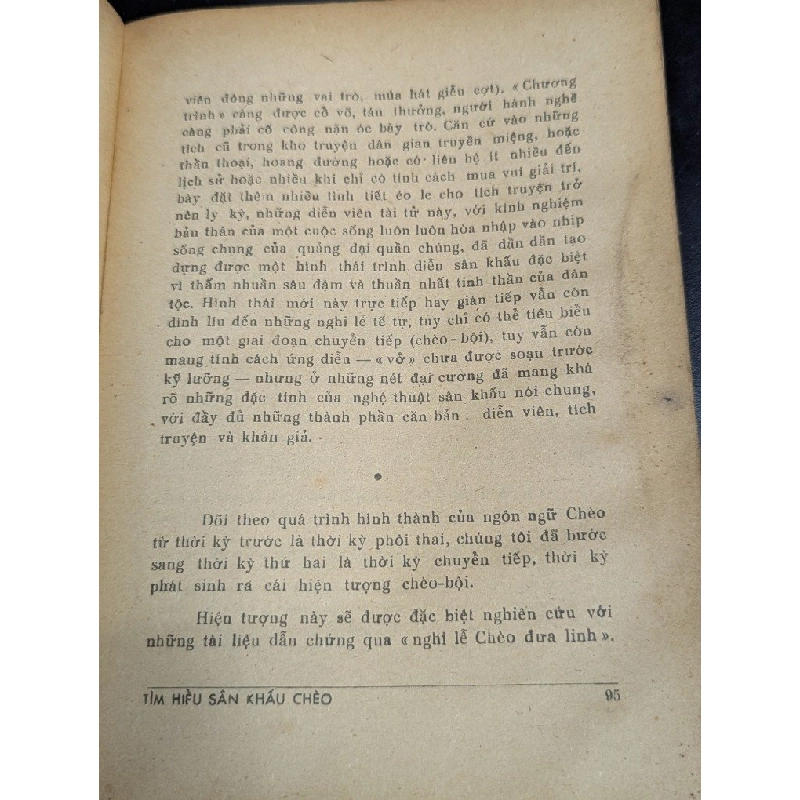 viên đóng những vai trò, múa hát giễu cợt). «Chương
trình» càng được cổ võ, tán thưởng, người hành nghề
càng phải cố công nặn óc bày trò. Căn cứ vào những
tích cũ trong kho truyện dân gian truyền miệng, hoặc
thần thoại, hoang đường hoặc có liên hệ ít nhiều đến
lịch sử hoặc nhiều khi chỉ có tính cách mua vui giải trí,
bày đặt thêm nhiều tình tiết éo le cho tích truyện trở
nên ly kỳ, những diễn viên tài tử này, với kinh nghiệm
bản thân của một cuộc sống luôn luôn hòa nhập vào nhịp
sống chung của quảng đại quần chúng, đã dần dần tạo
dựng được một hình thái trình diễn sân khấu đặc biệt
vì thấm nhuần sâu đậm và thuần nhất tinh thần của dân
tộc. Hình thái mới này trực tiếp hay gián tiếp vẫn còn
dính líu đến những nghi lễ tế tự, tuy chỉ có thể tiêu biểu
cho một giai đoạn chuyển tiếp (chèo-bội), tuy vẫn còn
mang tính cách ứng diễn — «vở» chưa được soạn trước
kỹ lưỡng — nhưng ở những nét đại cương đã mang khá
rõ những đặc tính của nghệ thuật sân khấu nói chung,
với đầy đủ những thành phần căn bản: diễn viên, tích
truyện và khán giả.
Dõi theo quá trình hình thành của ngôn ngữ Chèo
từ thời kỳ trước là thời kỳ phôi thai, chúng tôi đã bước
sang thời kỳ thứ hai là thời kỳ chuyển tiếp, thời kỳ
phát sinh ra cái hiện tượng chèo-bội.
Hiện tượng này sẽ được đặc biệt nghiên cứu với
những tài liệu dẫn chứng qua «nghi lễ Chèo đưa linh».
TÌM HIỂU SÂN KHẤU CHÈO 95